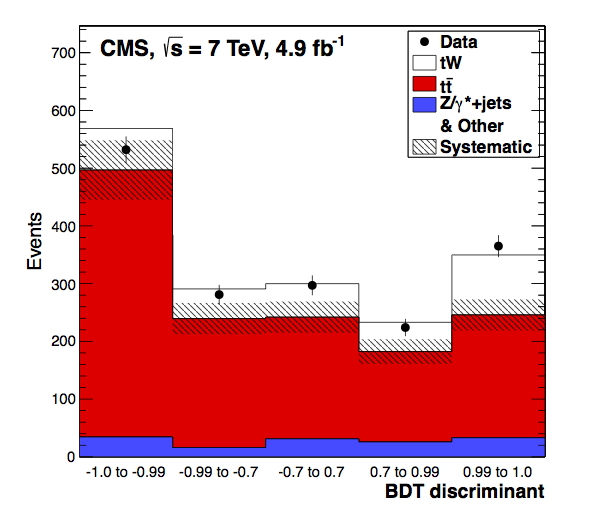 CMS, √s = 7 TeV, 4.9 fb⁻¹
Data
tW
tt̄
Z/γ*+jets
& Other
Systematic
Events
700
600
500
400
300
200
100
0
-1.0 to -0.99 -0.99 to -0.7 -0.7 to 0.7 0.7 to 0.99 0.99 to 1.0
BDT discriminant